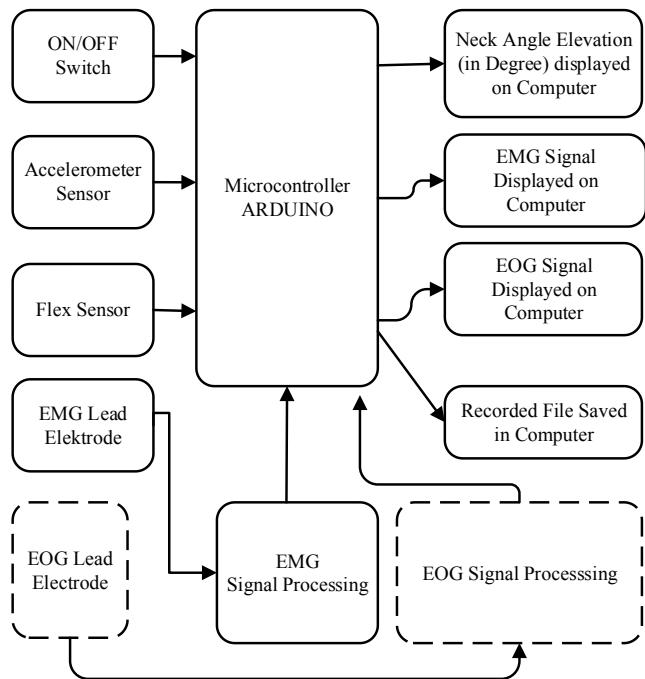 ON/OFF
Switch
Accelerometer
Sensor
Flex Sensor
EMG Lead
Elektrode
EOG Lead
Electrode
Microcontroller
ARDUINO
EMG
Signal Processing
EOG Signal Processsing
Neck Angle Elevation
(in Degree) displayed
on Computer
EMG Signal
Displayed on
Computer
EOG Signal
Displayed on
Computer
Recorded File Saved
in Computer